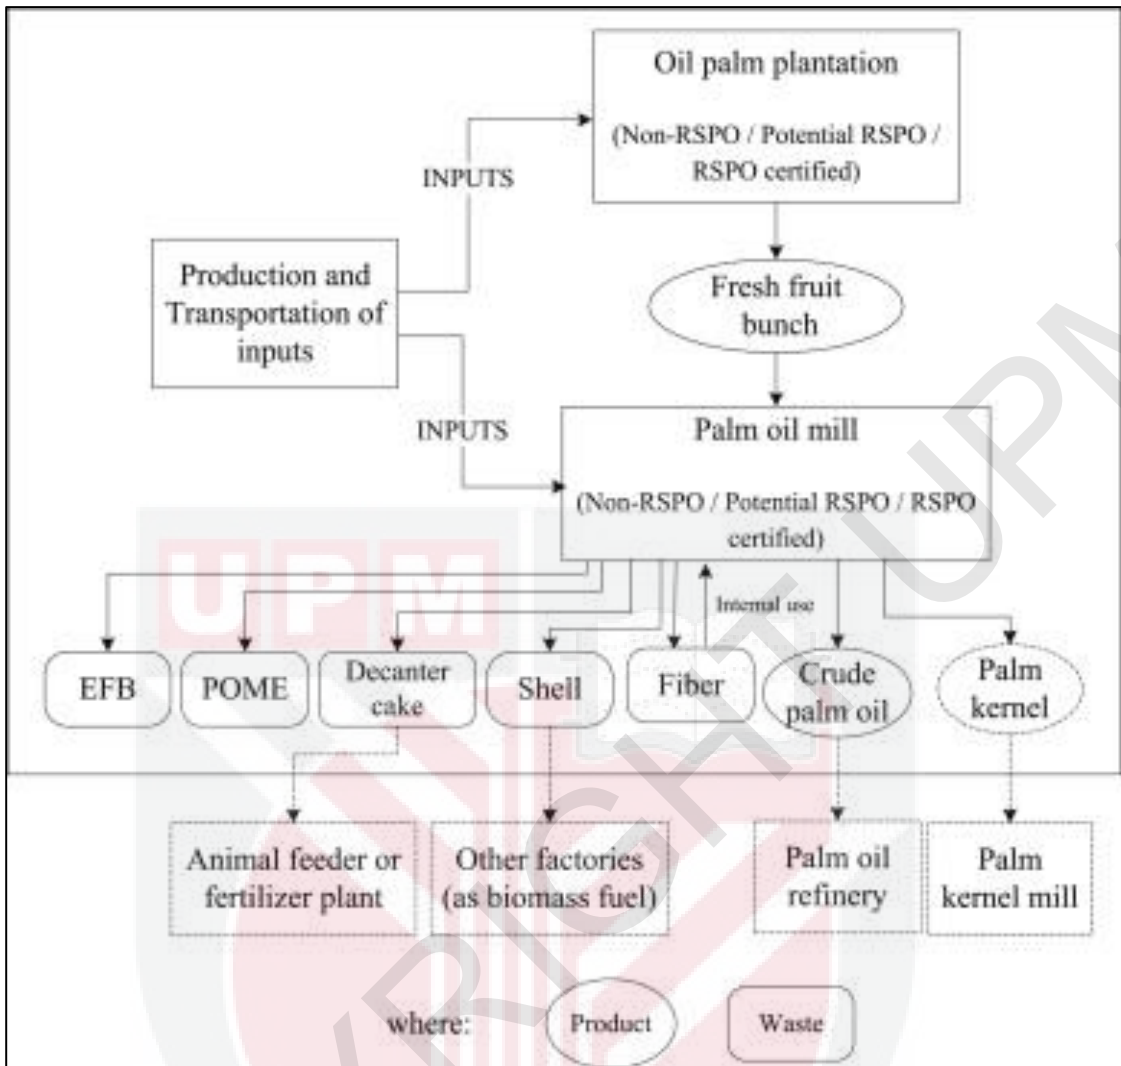 Oil palm plantation
(Non-RSPO / Potential RSPO /
RSPO certified)
INPUTS
Production and
Transportation of
inputs
Fresh fruit
bunch
INPUTS
Palm oil mill
(Non-RSPO / Potential RSPO / RSPO
certified)
Internal use
UPM
EFB
POME
Decanter
cake
Shell
Fiber
Crude
palm oil
Palm
kernel
Animal feeder or
fertilizer plant
Other factories
(as biomass fuel)
Palm oil
refinery
Palm
kernel mill
where:
Product
Waste
YRIGHT UPM